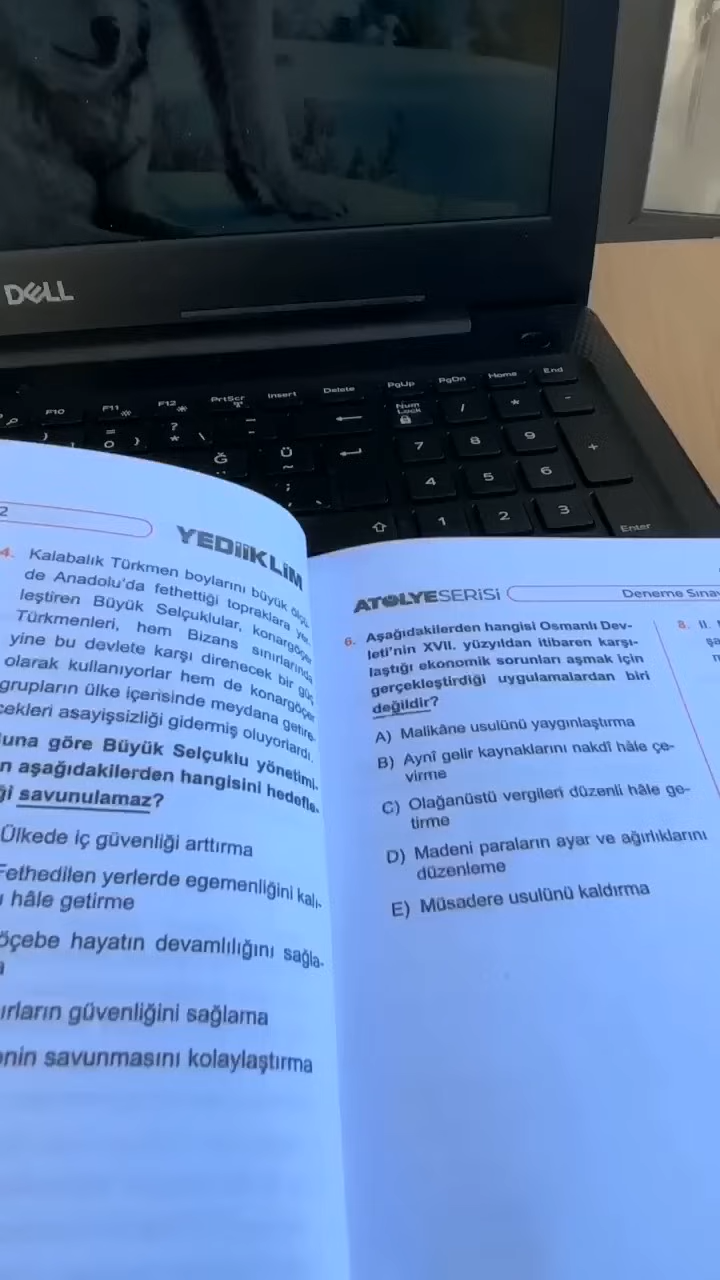 DELL
F10
F11
F12
PrtScr
Insert
Delete
PgUp
PgDn
Home
End
Num
Lock
/
*
-
7
8
9
+
4
5
6
1
2
3
Enter
Ğ
Ü
2
YEDİİKLİM
4. Kalabalık Türkmen boylarını büyük
de Anadolu'da fethettiği topraklara
leştiren Büyük Selçuklular, konargöçer
Türkmenleri, hem Bizans sınırlarında
yine bu devlete karşı direnecek bir güç
olarak kullanıyorlar hem de konargöçer
grupların ülke içerisinde meydana getire-
cekleri asayişsizliği gidermiş oluyorlardı.
una göre Büyük Selçuklu yönetimi-
n aşağıdakilerden hangisini hedefle-
ği savunulamaz?
Ülkede iç güvenliği arttırma
Fethedilen yerlerde egemenliğini kalı-
hâle getirme
öçebe hayatın devamlılığını sağla-
ırların güvenliğini sağlama
nin savunmasını kolaylaştırma
ATOLYESERİSİ
Deneme Sınav
6. Aşağıdakilerden hangisi Osmanlı Dev-
leti'nin XVII. yüzyıldan itibaren karşı-
laştığı ekonomik sorunları aşmak için
gerçekleştirdiği uygulamalardan biri
değildir?
A) Malikâne usulünü yaygınlaştırma
B) Aynî gelir kaynaklarını nakdî hâle çe-
virme
C) Olağanüstü vergileri düzenli hâle ge-
tirme
D) Madeni paraların ayar ve ağırlıklarını
düzenleme
E) Müsadere usulünü kaldırma
8. II.